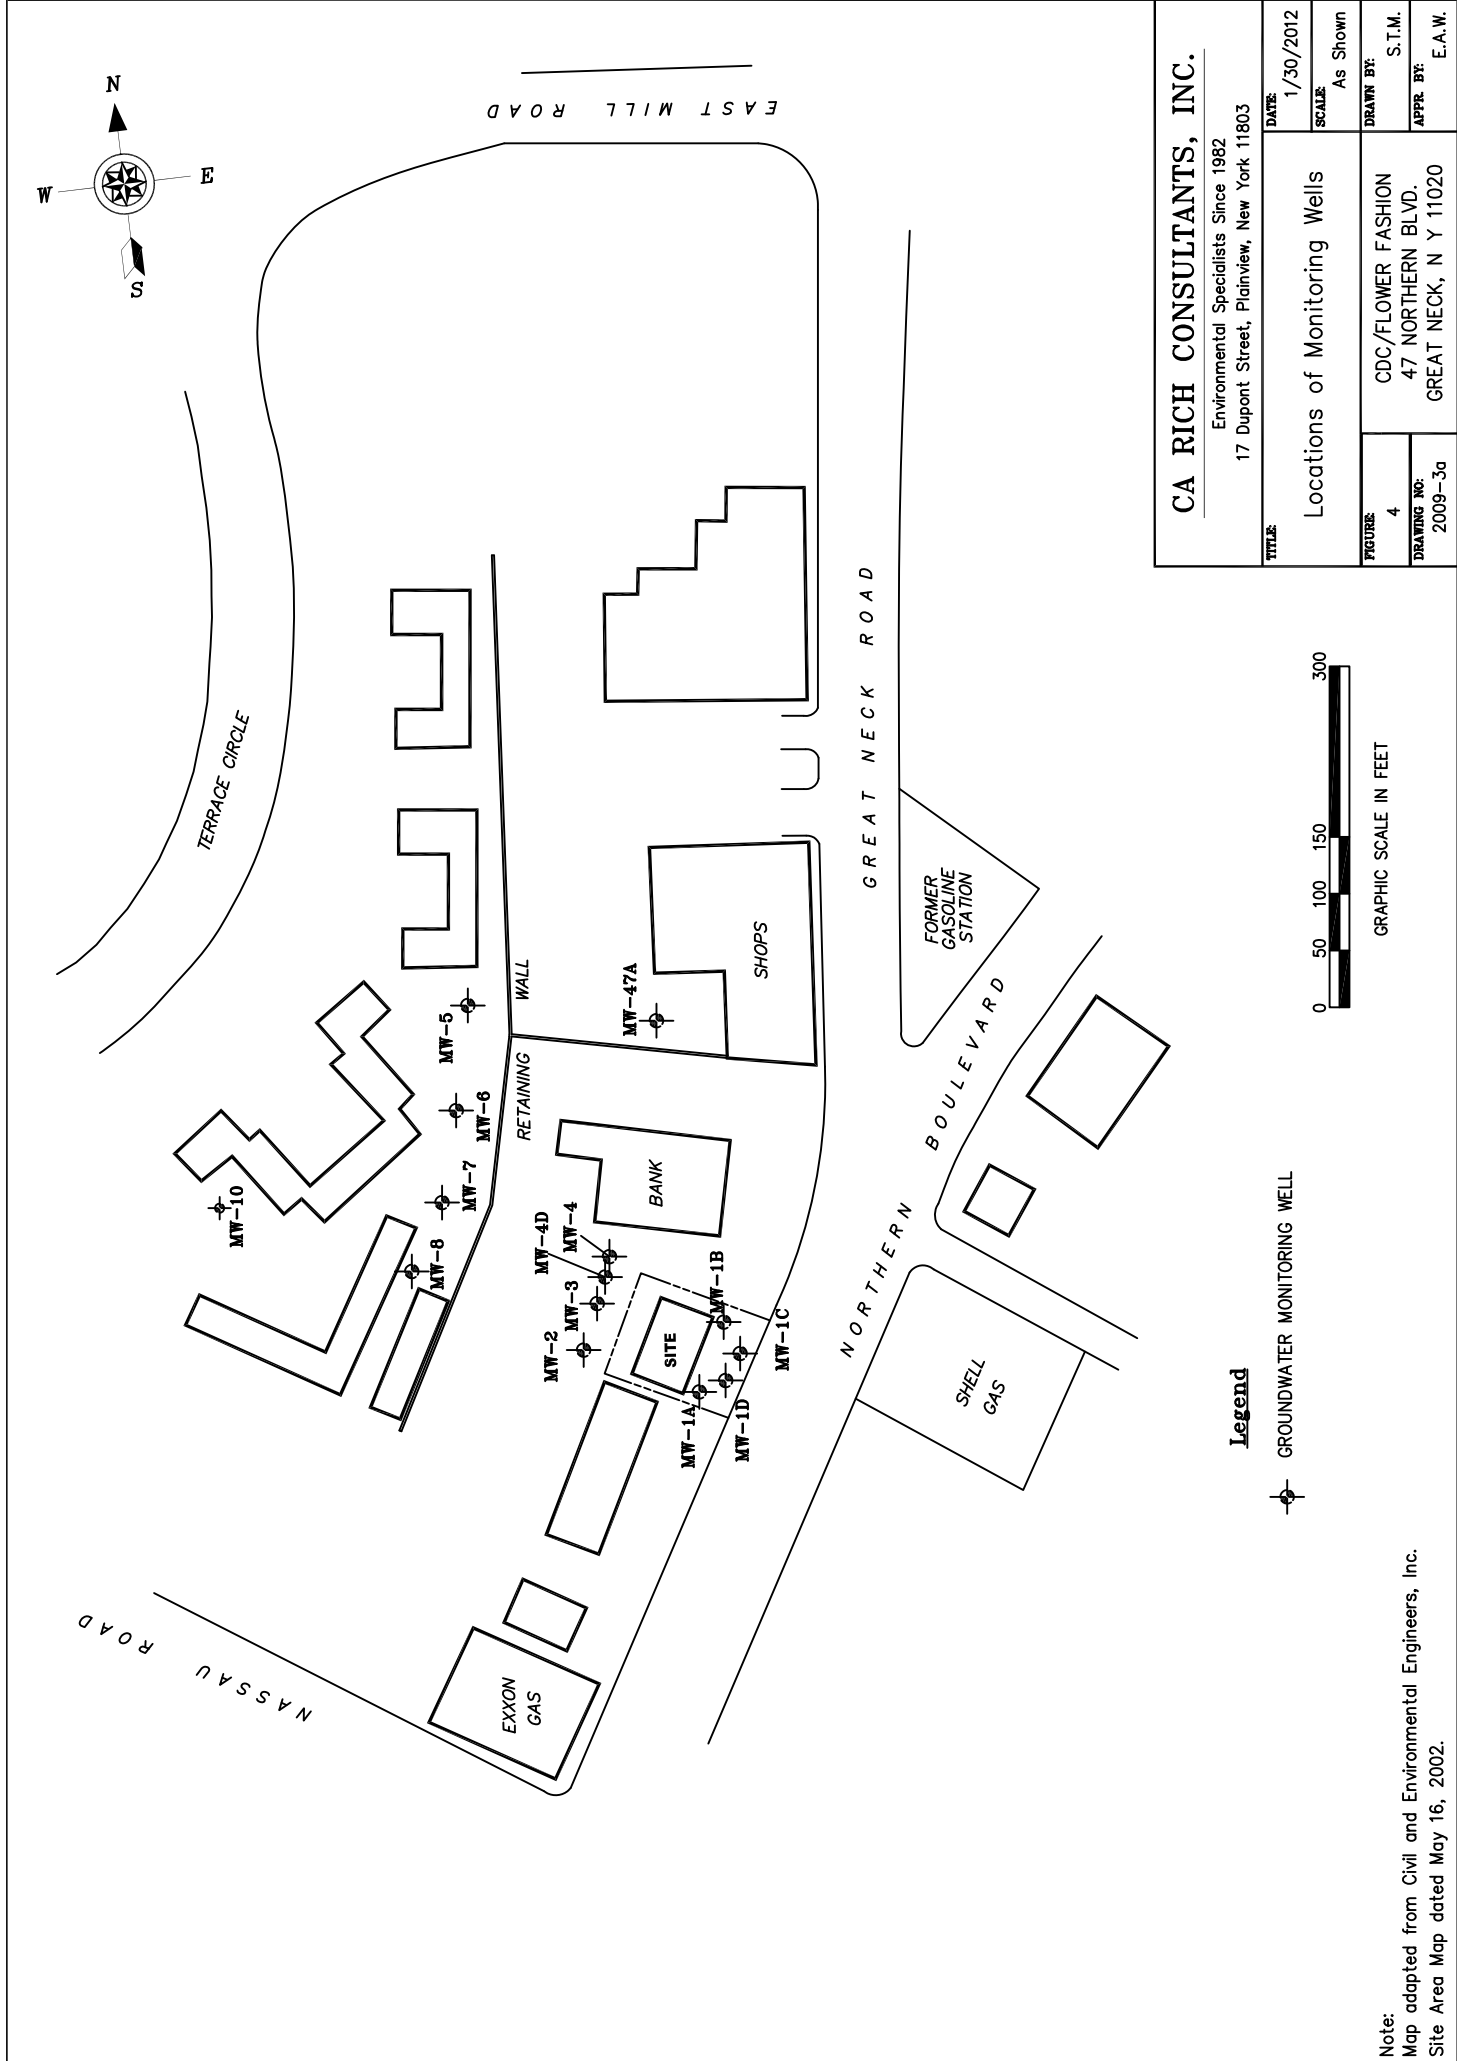 N
W
E
S
EAST MILL ROAD
TERRACE CIRCLE
GREAT NECK ROAD
WALL
RETAINING
MW-47A
SHOPS
FORMER
GASOLINE
STATION
MW-5
MW-6
MW-7
MW-8
MW-10
BANK
MW-4D
MW-4
MW-3
MW-2
SITE
MW-1B
MW-1C
MW-1A
MW-1D
NORTHERN BOULEVARD
SHELL
GAS
EXXON
GAS
NASSAU ROAD
0 50 100 150 300
GRAPHIC SCALE IN FEET
Legend
GROUNDWATER MONITORING WELL
Note:
Map adapted from Civil and Environmental Engineers, Inc.
Site Area Map dated May 16, 2002.
CA RICH CONSULTANTS, INC.
Environmental Specialists Since 1982
17 Dupont Street, Plainview, New York 11803
TITLE:
Locations of Monitoring Wells
DATE:
1/30/2012
SCALE:
As Shown
FIGURE:
4
DRAWING NO:
2009-3a
CDC/FLOWER FASHION
47 NORTHERN BLVD.
GREAT NECK, N Y 11020
DRAWN BY:
S.T.M.
APPR. BY:
E.A.W.